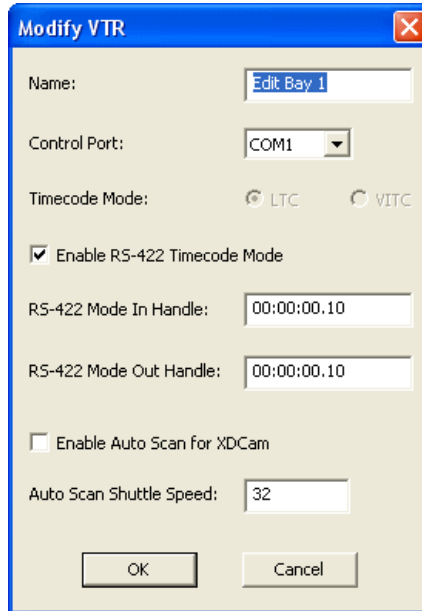 Modify VTR
Name: Edit Bay 1
Control Port: COM1
Timecode Mode: LTC VITC
Enable RS-422 Timecode Mode
RS-422 Mode In Handle: 00:00:00.10
RS-422 Mode Out Handle: 00:00:00.10
Enable Auto Scan for XDCam
Auto Scan Shuttle Speed: 32
OK Cancel